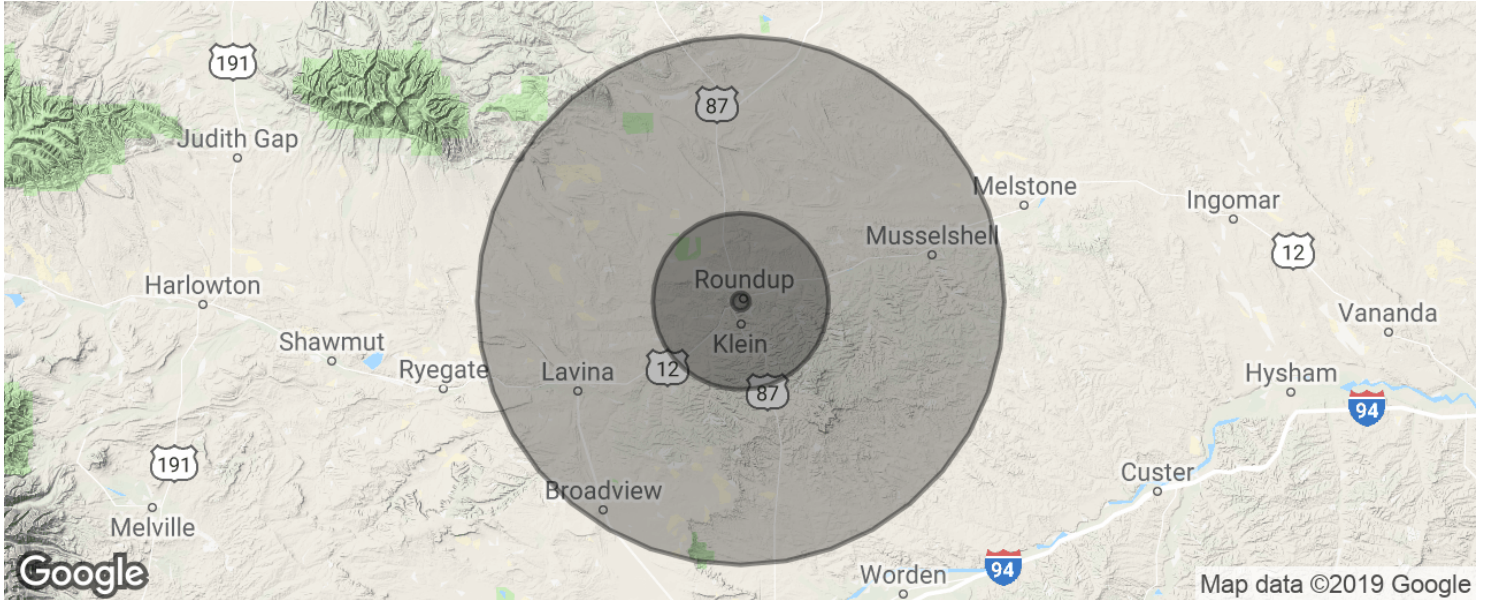 191
87
Judith Gap
Melstone
Ingomar
Musselshell
12
Roundup
Harlowton
Vananda
Shawmut
Klein
Ryegate
Lavina
12
Hysham
87
94
191
Custer
Broadview
Melville
Google
94
Worden
Map data ©2019 Google